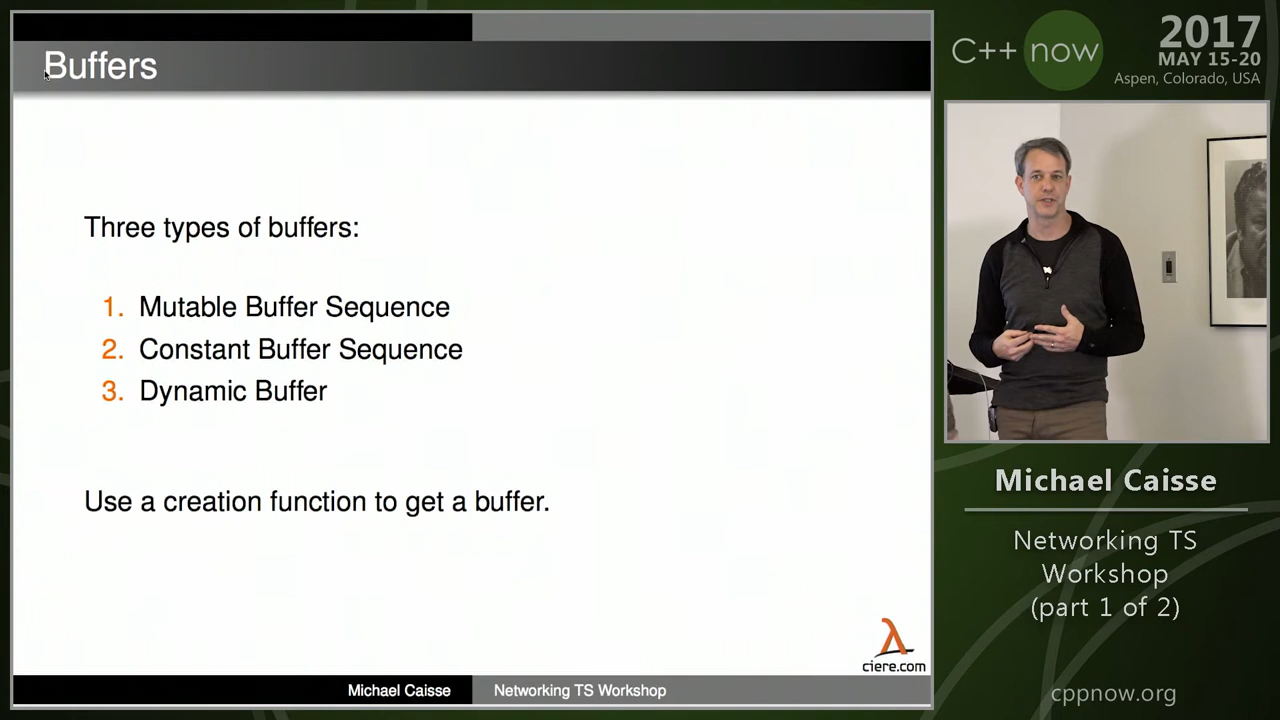 Buffers
Three types of buffers:
1. Mutable Buffer Sequence
2. Constant Buffer Sequence
3. Dynamic Buffer
Use a creation function to get a buffer.
λ
ciere.com
Michael Caisse
Networking TS Workshop
C++ now
2017
MAY 15-20
Aspen, Colorado, USA
Michael Caisse
Networking TS
Workshop
(part 1 of 2)
cppnow.org